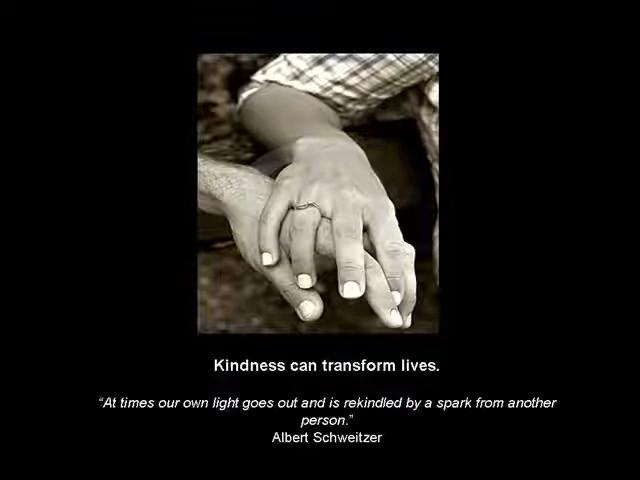 Kindness can transform lives.
“At times our own light goes out and is rekindled by a spark from another
person.”
Albert Schweitzer